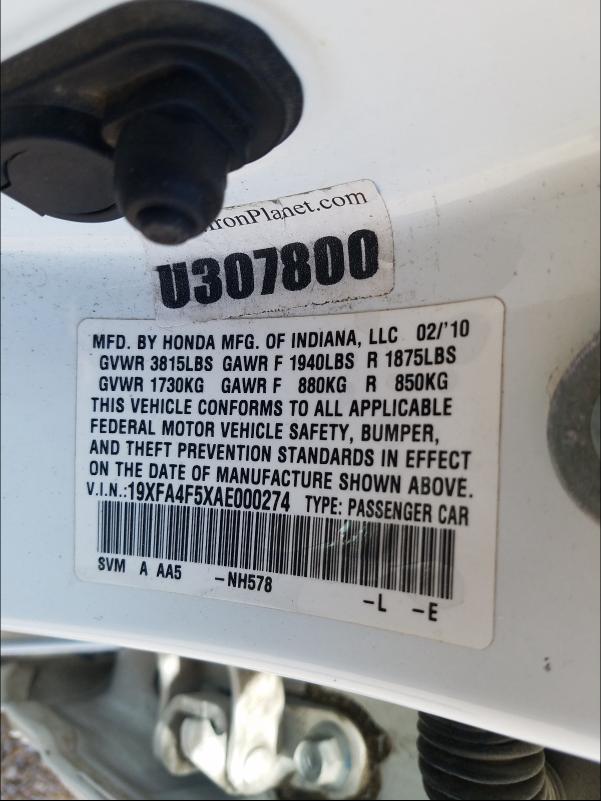 ronPlanet.com
U307800
MFD. BY HONDA MFG. OF INDIANA, LLC 02/'10
GVWR 3815LBS GAWR F 1940LBS R 1875LBS
GVWR 1730KG GAWR F 880KG R 850KG
THIS VEHICLE CONFORMS TO ALL APPLICABLE
FEDERAL MOTOR VEHICLE SAFETY, BUMPER,
AND THEFT PREVENTION STANDARDS IN EFFECT
ON THE DATE OF MANUFACTURE SHOWN ABOVE.
V.I.N.:19XFA4F5XAE000274 TYPE: PASSENGER CAR
SVM A AA5 -NH578 -L -E